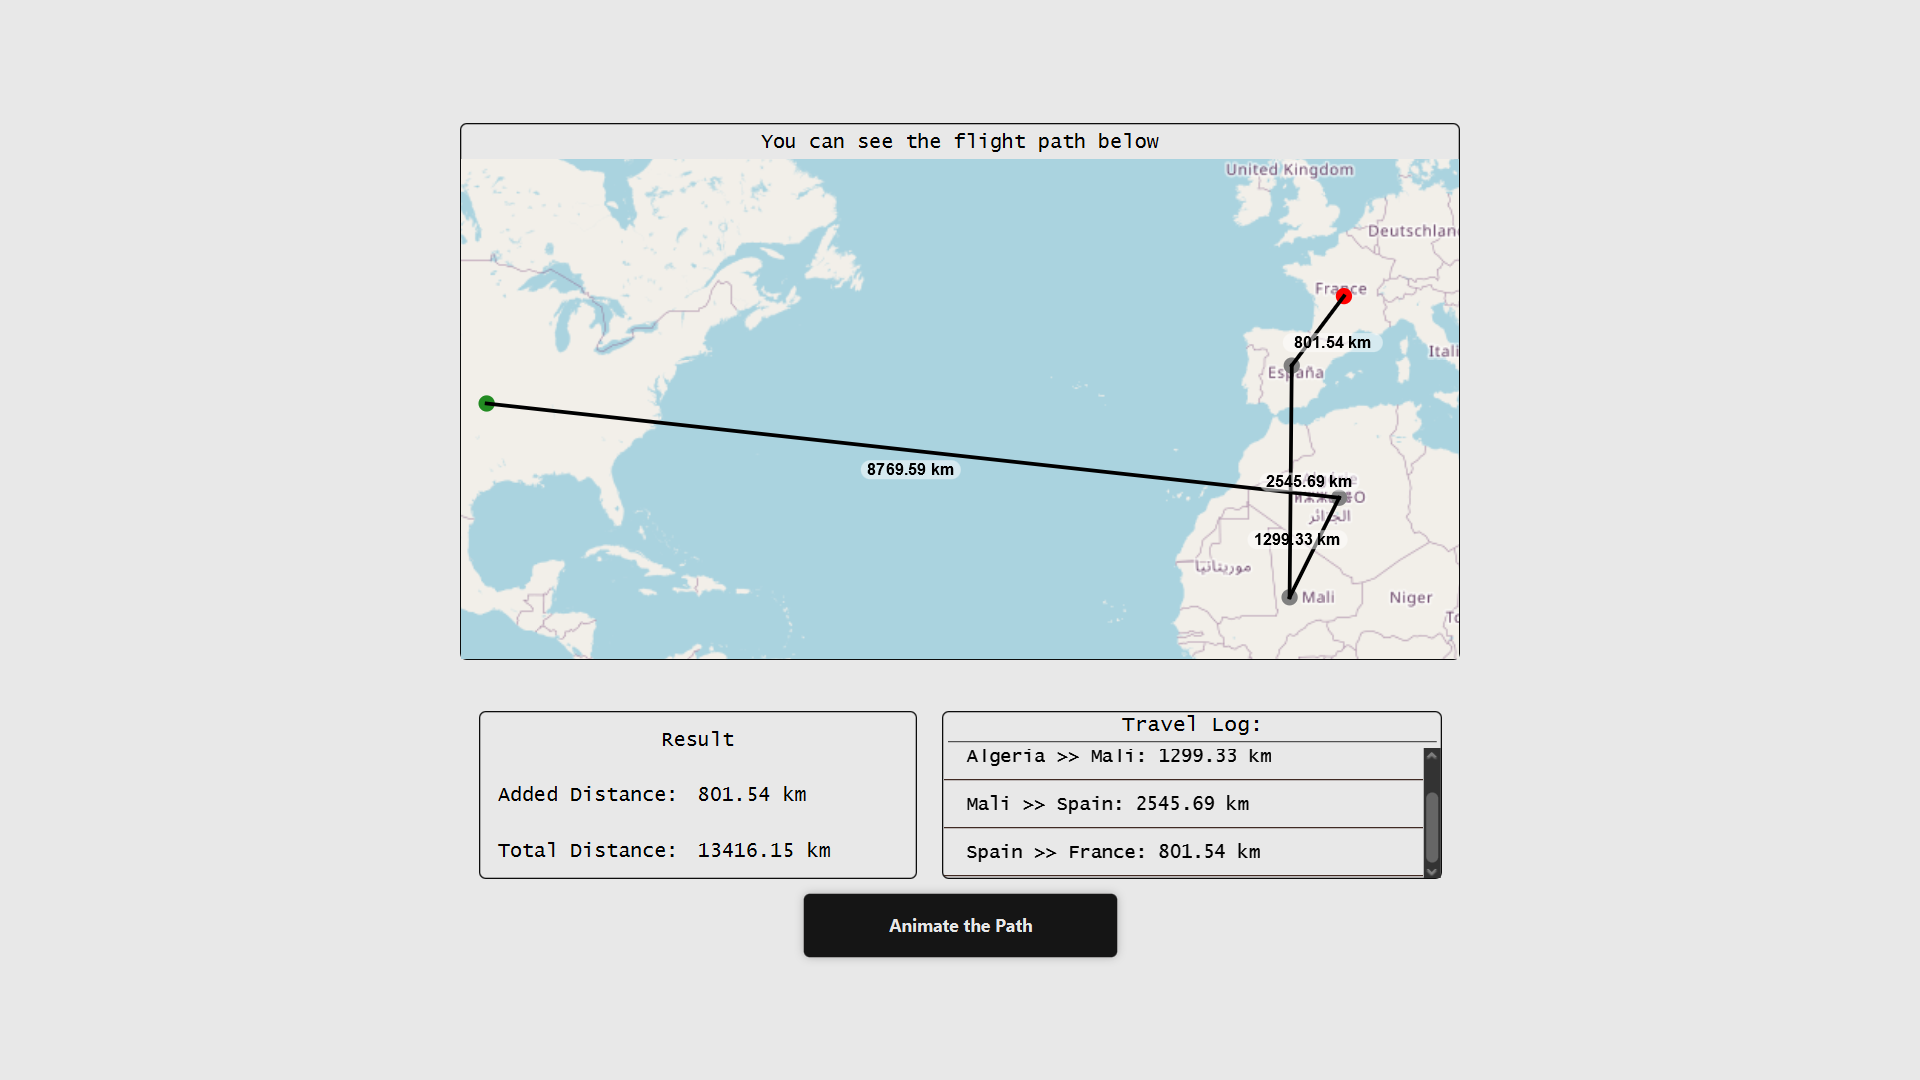 You can see the flight path below
United Kingdom
Deutschlan
France
801.54 km
Itali
España
8769.59 km
2545.69 km
الجزائر
1299.33 km
موريتانيا
Mali
Niger
Result
Added Distance: 801.54 km
Total Distance: 13416.15 km
Travel Log:
Algeria >> Mali: 1299.33 km
Mali >> Spain: 2545.69 km
Spain >> France: 801.54 km
Animate the Path